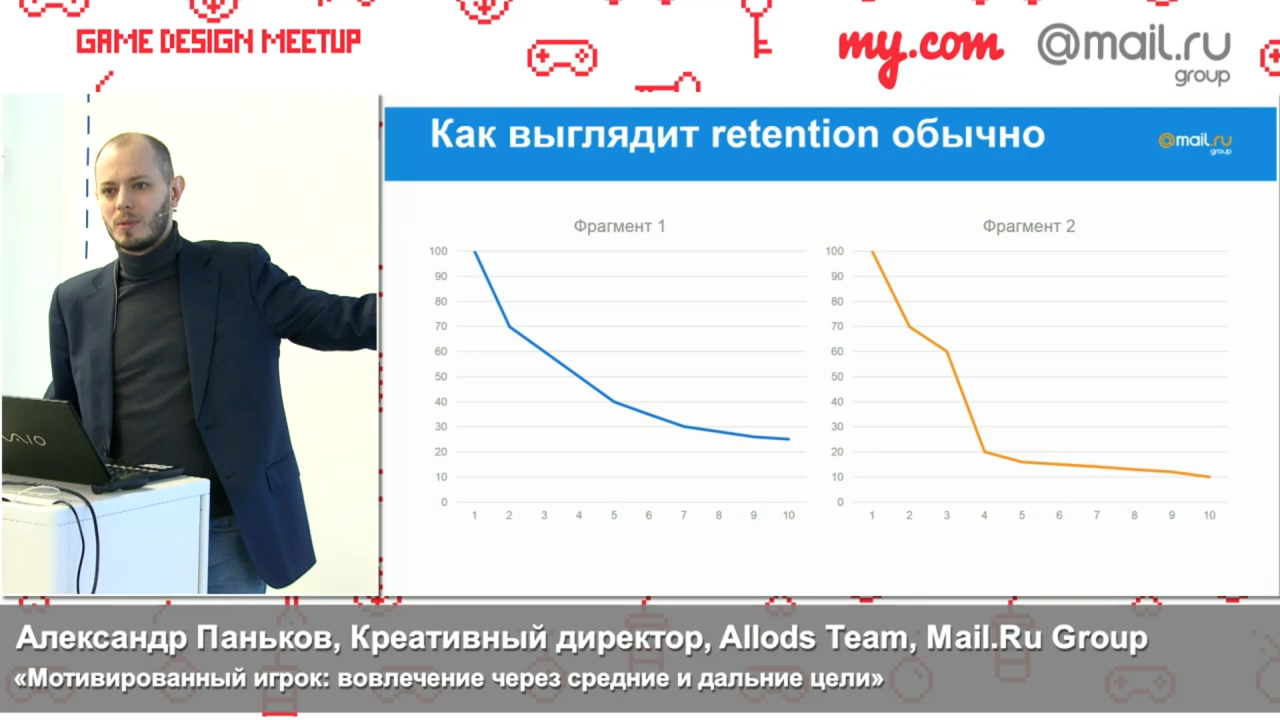 GAME DESIGN MEETUP
my.com
@mail.ru
group
Как выглядит retention обычно
@mail.ru
group
Фрагмент 1
100
90
80
70
60
50
40
30
20
10
0
1 2 3 4 5 6 7 8 9 10
Фрагмент 2
100
90
80
70
60
50
40
30
20
10
0
1 2 3 4 5 6 7 8 9 10
VAIO
Александр Паньков, Креативный директор, Allods Team, Mail.Ru Group
«Мотивированный игрок: вовлечение через средние и дальние цели»